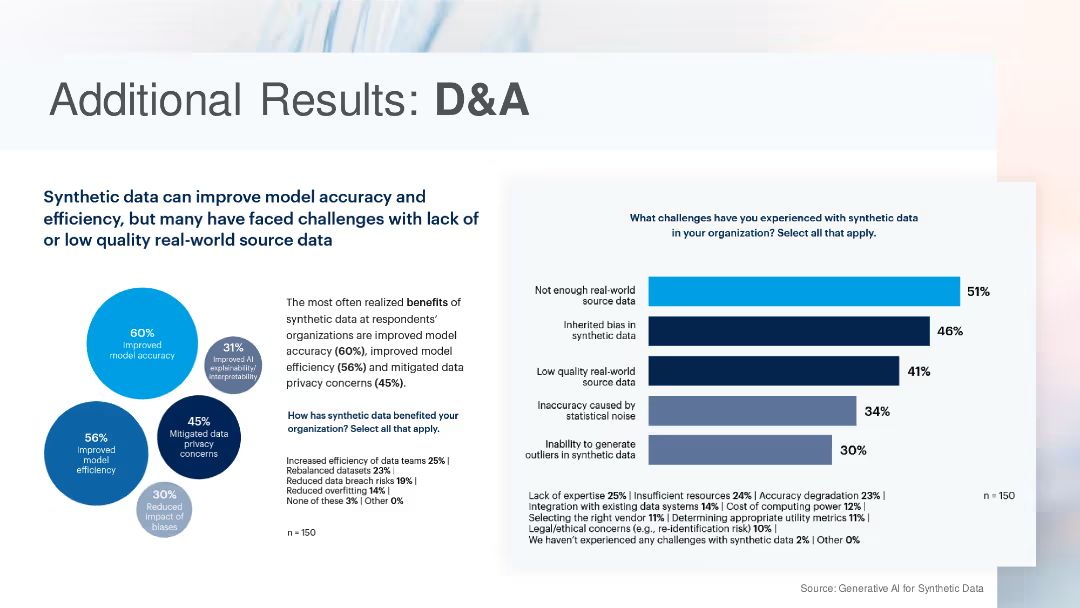 Additional Results: D&A
Synthetic data can improve model accuracy and
efficiency, but many have faced challenges with lack of
or low quality real-world source data
60%
Improved
model accuracy
31%
Improved AI
explainability/
interpretability
56%
Improved
model
efficiency
45%
Mitigated data
privacy
concerns
30%
Reduced
impact of
biases
The most often realized benefits of
synthetic data at respondents'
organizations are improved model
accuracy (60%), improved model
efficiency (56%) and mitigated data
privacy concerns (45%).
How has synthetic data benefited your
organization? Select all that apply.
Increased efficiency of data teams 25% |
Rebalanced datasets 23% |
Reduced data breach risks 19% |
Reduced overfitting 14% |
None of these 3% | Other 0%
n = 150
What challenges have you experienced with synthetic data
in your organization? Select all that apply.
Not enough real-world
source data
51%
Inherited bias in
synthetic data
46%
Low quality real-world
source data
41%
Inaccuracy caused by
statistical noise
34%
Inability to generate
outliers in synthetic data
30%
Lack of expertise 25% | Insufficient resources 24% | Accuracy degradation 23% |
Integration with existing data systems 14% | Cost of computing power 12% |
Selecting the right vendor 11% | Determining appropriate utility metrics 11% |
Legal/ethical concerns (e.g., re-identification risk) 10% |
We haven't experienced any challenges with synthetic data 2% | Other 0%
n = 150
Source: Generative AI for Synthetic Data